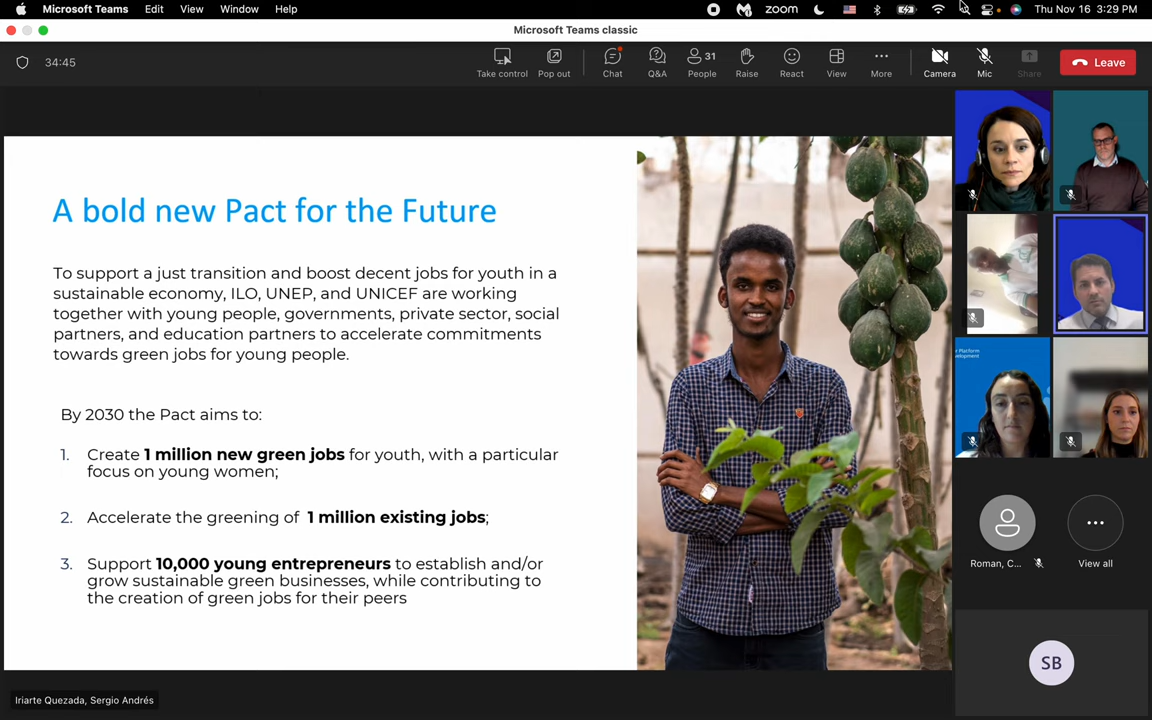 Microsoft Teams Edit View Window Help zoom Thu Nov 16 3:29 PM
Microsoft Teams classic
34:45 Take control Pop out Chat Q&A 31 People Raise React View More Camera Mic Share Leave
A bold new Pact for the Future
To support a just transition and boost decent jobs for youth in a
sustainable economy, ILO, UNEP, and UNICEF are working
together with young people, governments, private sector, social
partners, and education partners to accelerate commitments
towards green jobs for young people.
By 2030 the Pact aims to:
1. Create 1 million new green jobs for youth, with a particular
focus on young women;
2. Accelerate the greening of 1 million existing jobs;
3. Support 10,000 young entrepreneurs to establish and/or
grow sustainable green businesses, while contributing to
the creation of green jobs for their peers
Platform
Roman, C... View all
SB
Iriarte Quezada, Sergio Andrés